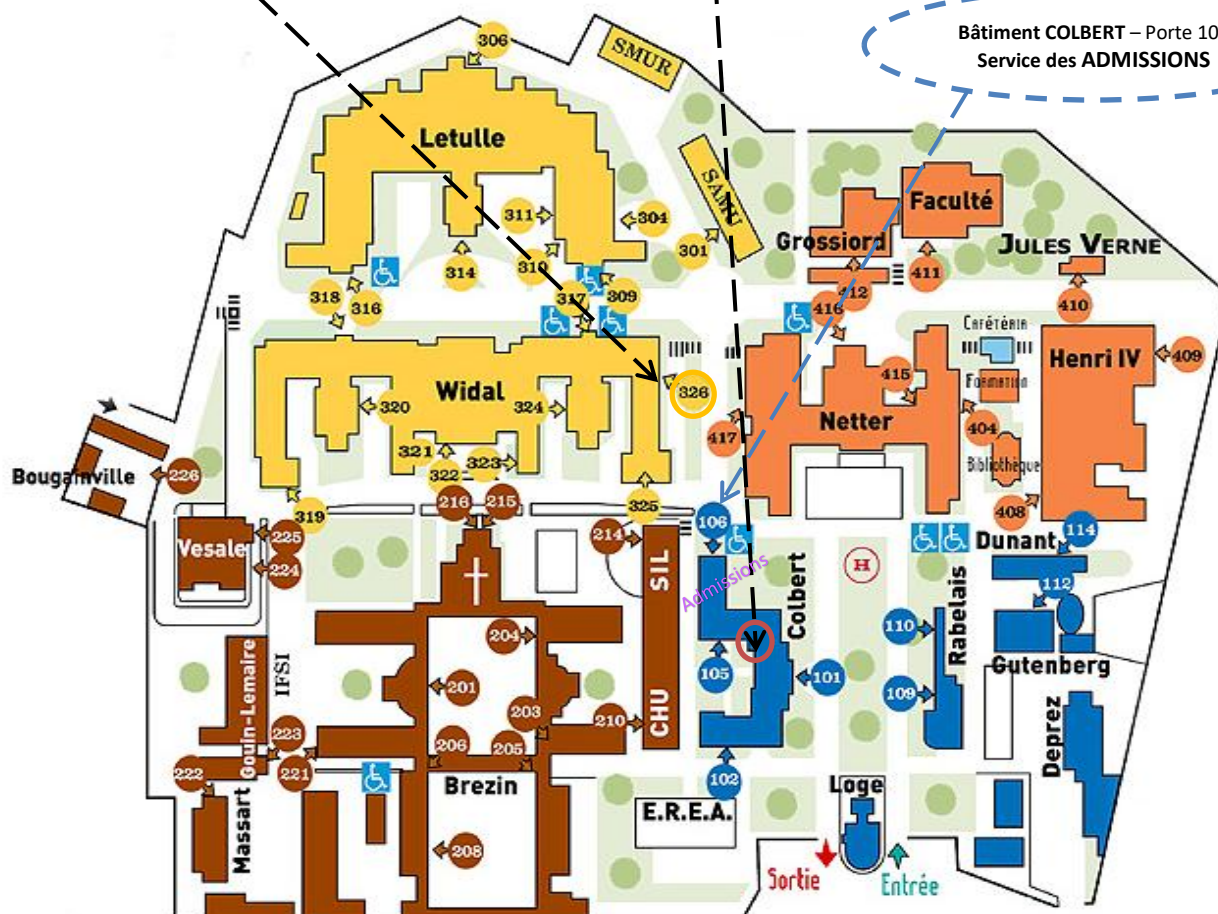 Bâtiment COLBERT – Porte 10
Service des ADMISSIONS
306
SMUR
Letulle
SAMU
311
304
301
314
310
318
316
317
309
Grossiord
Faculté
411
JULES VERNE
412
410
416
Cafétéria
Henri IV
409
415
Formation
Widal
326
320
324
Netter
417
404
321
322
323
Bibliothèque
Bougainville
226
319
216
215
325
408
106
214
Dunant
114
Vesale
225
224
SIL
H
112
Admissions
Colbert
110
Rabelais
Gutenberg
204
105
101
109
Gouin-Lemaire
IFSI
201
203
210
CHU
223
206
205
222
221
102
Deprez
Brezin
Loge
E.R.E.A.
Massart
208
Sortie
Entrée